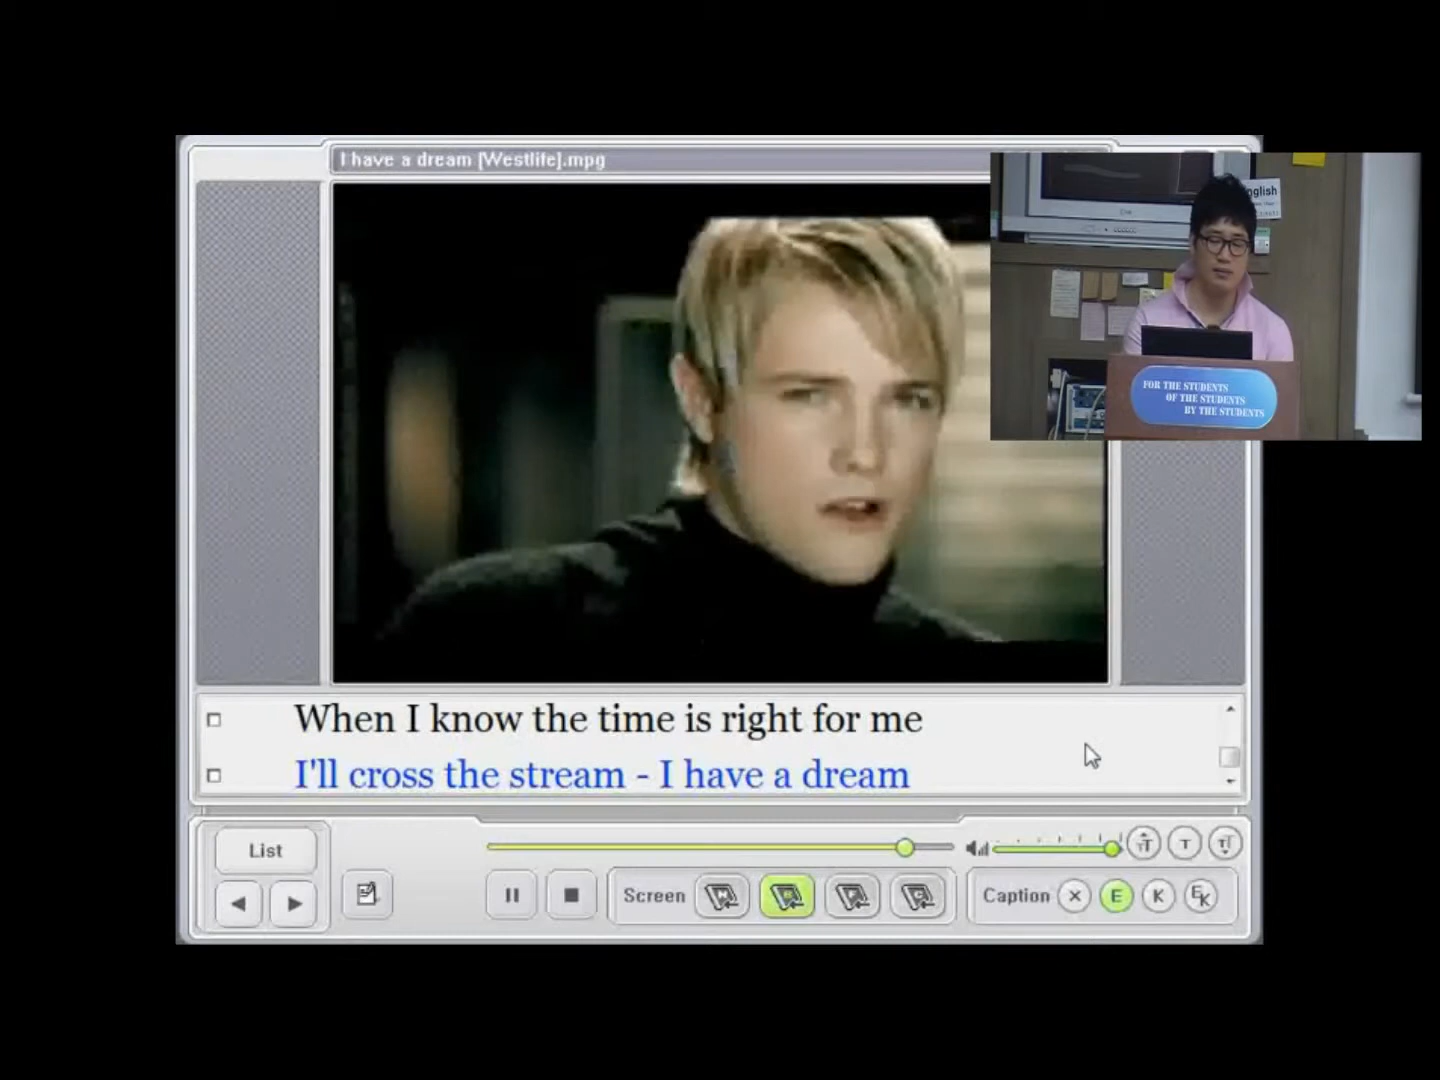 I have a dream [Westlife].mpg
nglish
FOR THE STUDENTS
OF THE STUDENTS
BY THE STUDENTS
When I know the time is right for me
I'll cross the stream - I have a dream
List
Screen
Caption
E
K
EK
T